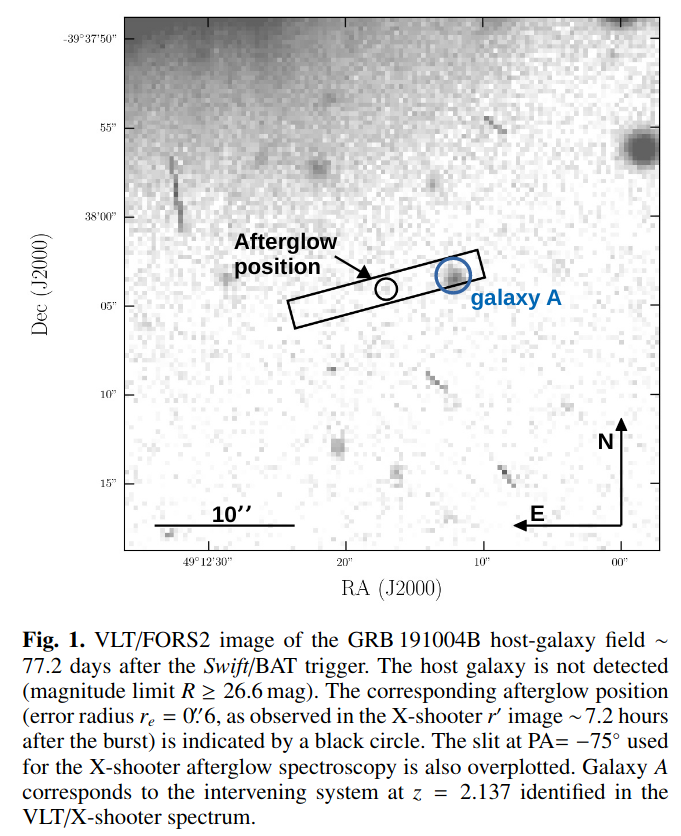 -39°37'50"
55"
38'00"
65"
10"
15"
Dec (J2000)
Afterglow
position
galaxy A
N
E
10′′
49°12'30"
20"
10"
00"
RA (J2000)
Fig. 1. VLT/FORS2 image of the GRB 191004B host-galaxy field ∼
77.2 days after the Swift/BAT trigger. The host galaxy is not detected
(magnitude limit R ≥ 26.6 mag). The corresponding afterglow position
(error radius rₑ = 0″.6, as observed in the X-shooter r′ image ∼ 7.2 hours
after the burst) is indicated by a black circle. The slit at PA= −75° used
for the X-shooter afterglow spectroscopy is also overplotted. Galaxy A
corresponds to the intervening system at z = 2.137 identified in the
VLT/X-shooter spectrum.